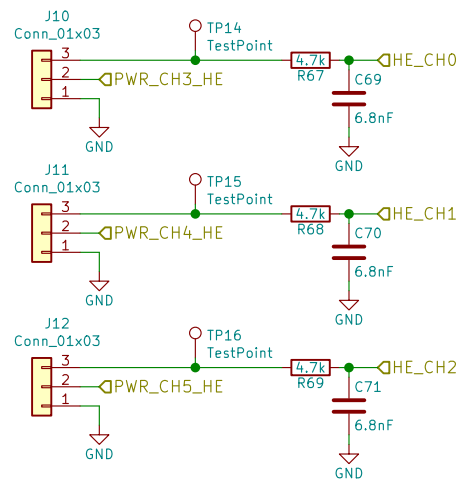 J10
Conn_01x03
3
2
1
PWR_CH3_HE
GND
TP14
TestPoint
4.7k
R67
HE_CH0
C69
6.8nF
GND
J11
Conn_01x03
3
2
1
PWR_CH4_HE
GND
TP15
TestPoint
4.7k
R68
HE_CH1
C70
6.8nF
GND
J12
Conn_01x03
3
2
1
PWR_CH5_HE
GND
TP16
TestPoint
4.7k
R69
HE_CH2
C71
6.8nF
GND